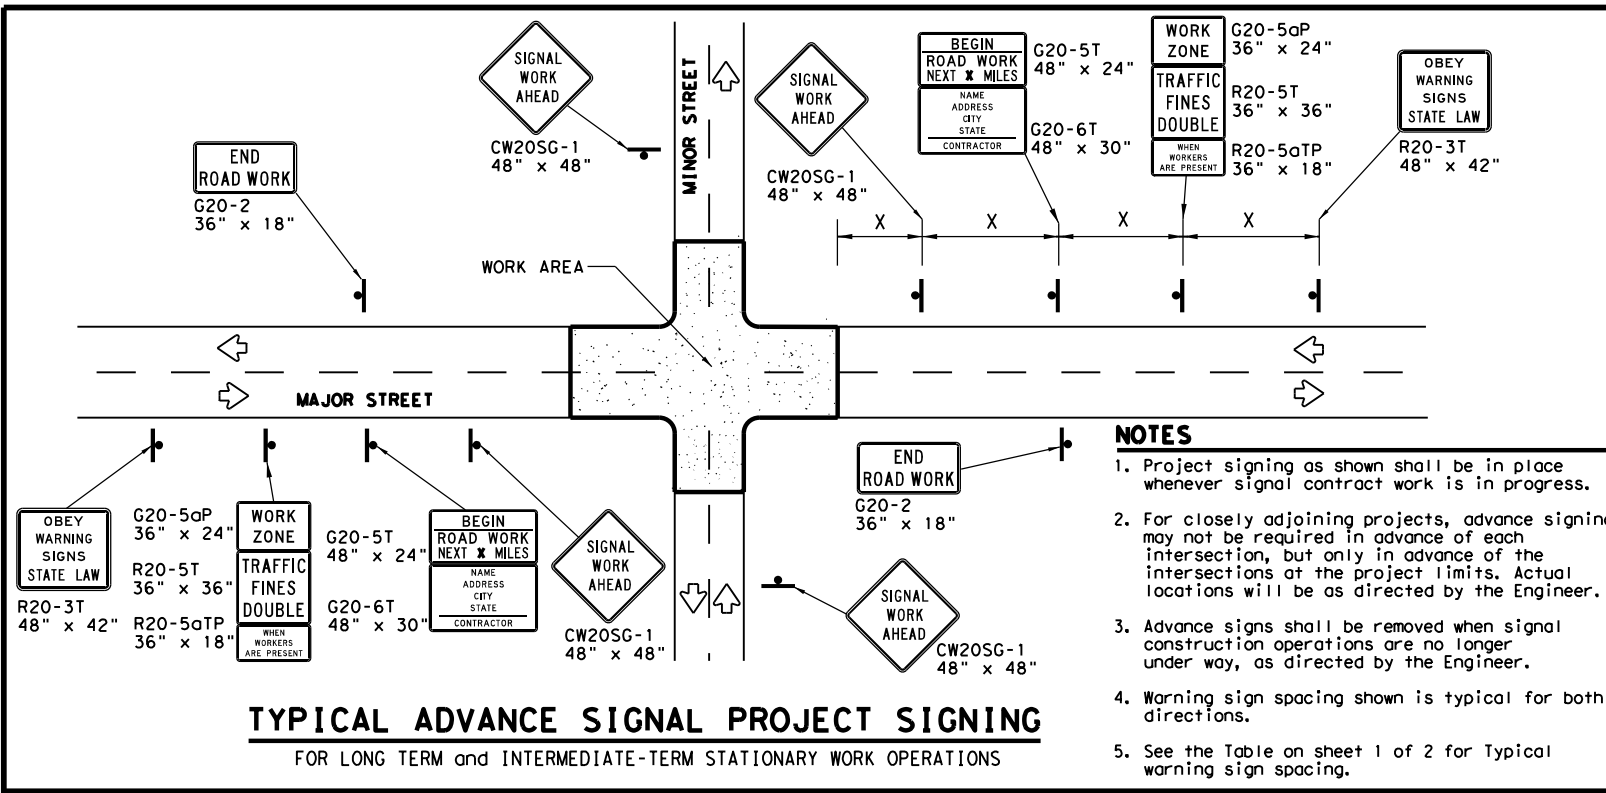 SIGNAL
WORK
AHEAD
CW20SG-1
48" x 48"
MINOR STREET
SIGNAL
WORK
AHEAD
CW20SG-1
48" x 48"
BEGIN
ROAD WORK
NEXT X MILES
NAME
ADDRESS
CITY
STATE
CONTRACTOR
G20-5T
48" x 24"
G20-6T
48" x 30"
WORK
ZONE
TRAFFIC
FINES
DOUBLE
WHEN
WORKERS
ARE PRESENT
G20-5aP
36" x 24"
R20-5T
36" x 36"
R20-5aTP
36" x 18"
OBEY
WARNING
SIGNS
STATE LAW
R20-3T
48" x 42"
END
ROAD WORK
G20-2
36" x 18"
X
X
X
X
WORK AREA
MAJOR STREET
OBEY
WARNING
SIGNS
STATE LAW
R20-3T
48" x 42"
G20-5aP
36" x 24"
R20-5T
36" x 36"
R20-5aTP
36" x 18"
WORK
ZONE
TRAFFIC
FINES
DOUBLE
WHEN
WORKERS
ARE PRESENT
G20-5T
48" x 24"
G20-6T
48" x 30"
BEGIN
ROAD WORK
NEXT X MILES
NAME
ADDRESS
CITY
STATE
CONTRACTOR
SIGNAL
WORK
AHEAD
CW20SG-1
48" x 48"
END
ROAD WORK
G20-2
36" x 18"
SIGNAL
WORK
AHEAD
CW20SG-1
48" x 48"
TYPICAL ADVANCE SIGNAL PROJECT SIGNING
FOR LONG TERM and INTERMEDIATE-TERM STATIONARY WORK OPERATIONS
NOTES
1. Project signing as shown shall be in place
whenever signal contract work is in progress.
2. For closely adjoining projects, advance signing
may not be required in advance of each
intersection, but only in advance of the
intersections at the project limits. Actual
locations will be as directed by the Engineer.
3. Advance signs shall be removed when signal
construction operations are no longer
under way, as directed by the Engineer.
4. Warning sign spacing shown is typical for both
directions.
5. See the Table on sheet 1 of 2 for Typical
warning sign spacing.